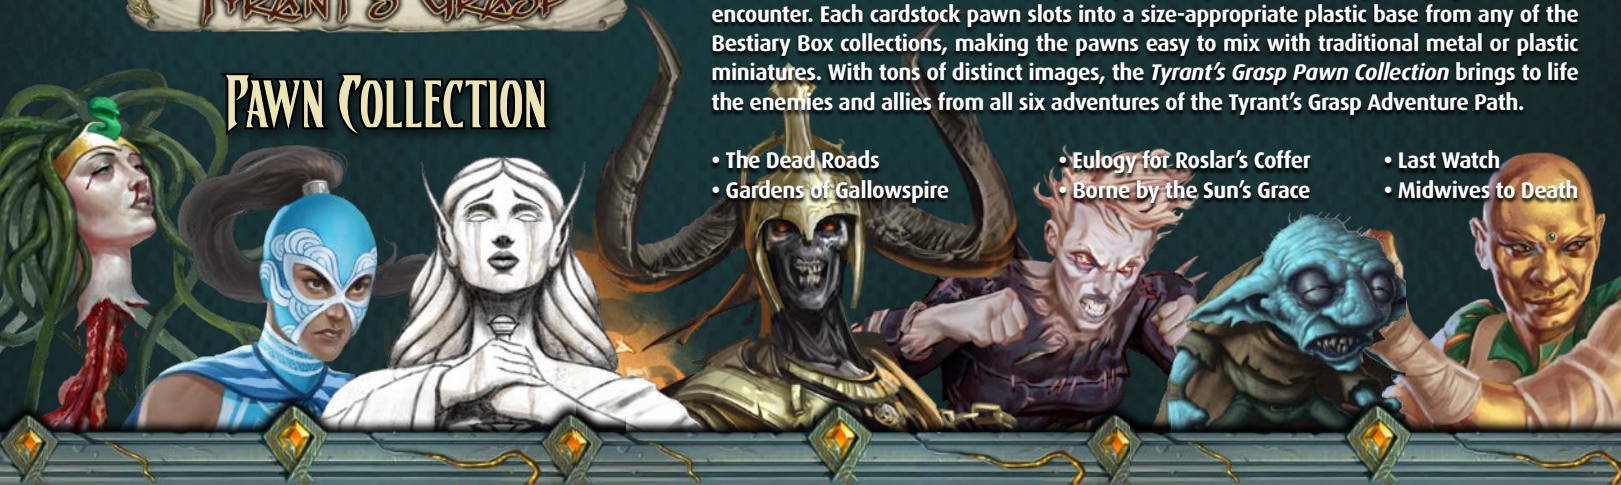 TYRANT'S GRASP
PAWN COLLECTION
encounter. Each cardstock pawn slots into a size-appropriate plastic base from any of the
Bestiary Box collections, making the pawns easy to mix with traditional metal or plastic
miniatures. With tons of distinct images, the Tyrant's Grasp Pawn Collection brings to life
the enemies and allies from all six adventures of the Tyrant's Grasp Adventure Path.
• The Dead Roads
• Gardens of Gallowspire
• Eulogy for Roslar's Coffer
• Borne by the Sun's Grace
• Last Watch
• Midwives to Death